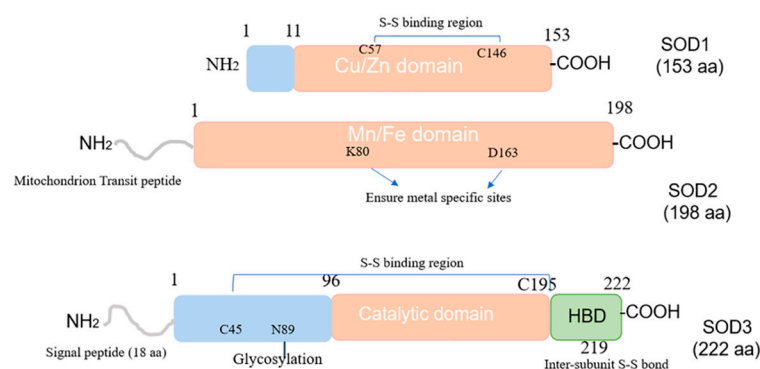 S-S binding region
1 11 153
C57 C146
NH2 Cu/Zn domain -COOH
SOD1
(153 aa)
1 198
NH2 Mn/Fe domain -COOH
K80 D163
Mitochondrion Transit peptide
Ensure metal specific sites
SOD2
(198 aa)
S-S binding region
1 96 C195 222
NH2 C45 N89 Catalytic domain HBD -COOH
SOD3
(222 aa)
Signal peptide (18 aa)
Glycosylation
219
Inter-subunit S-S bond